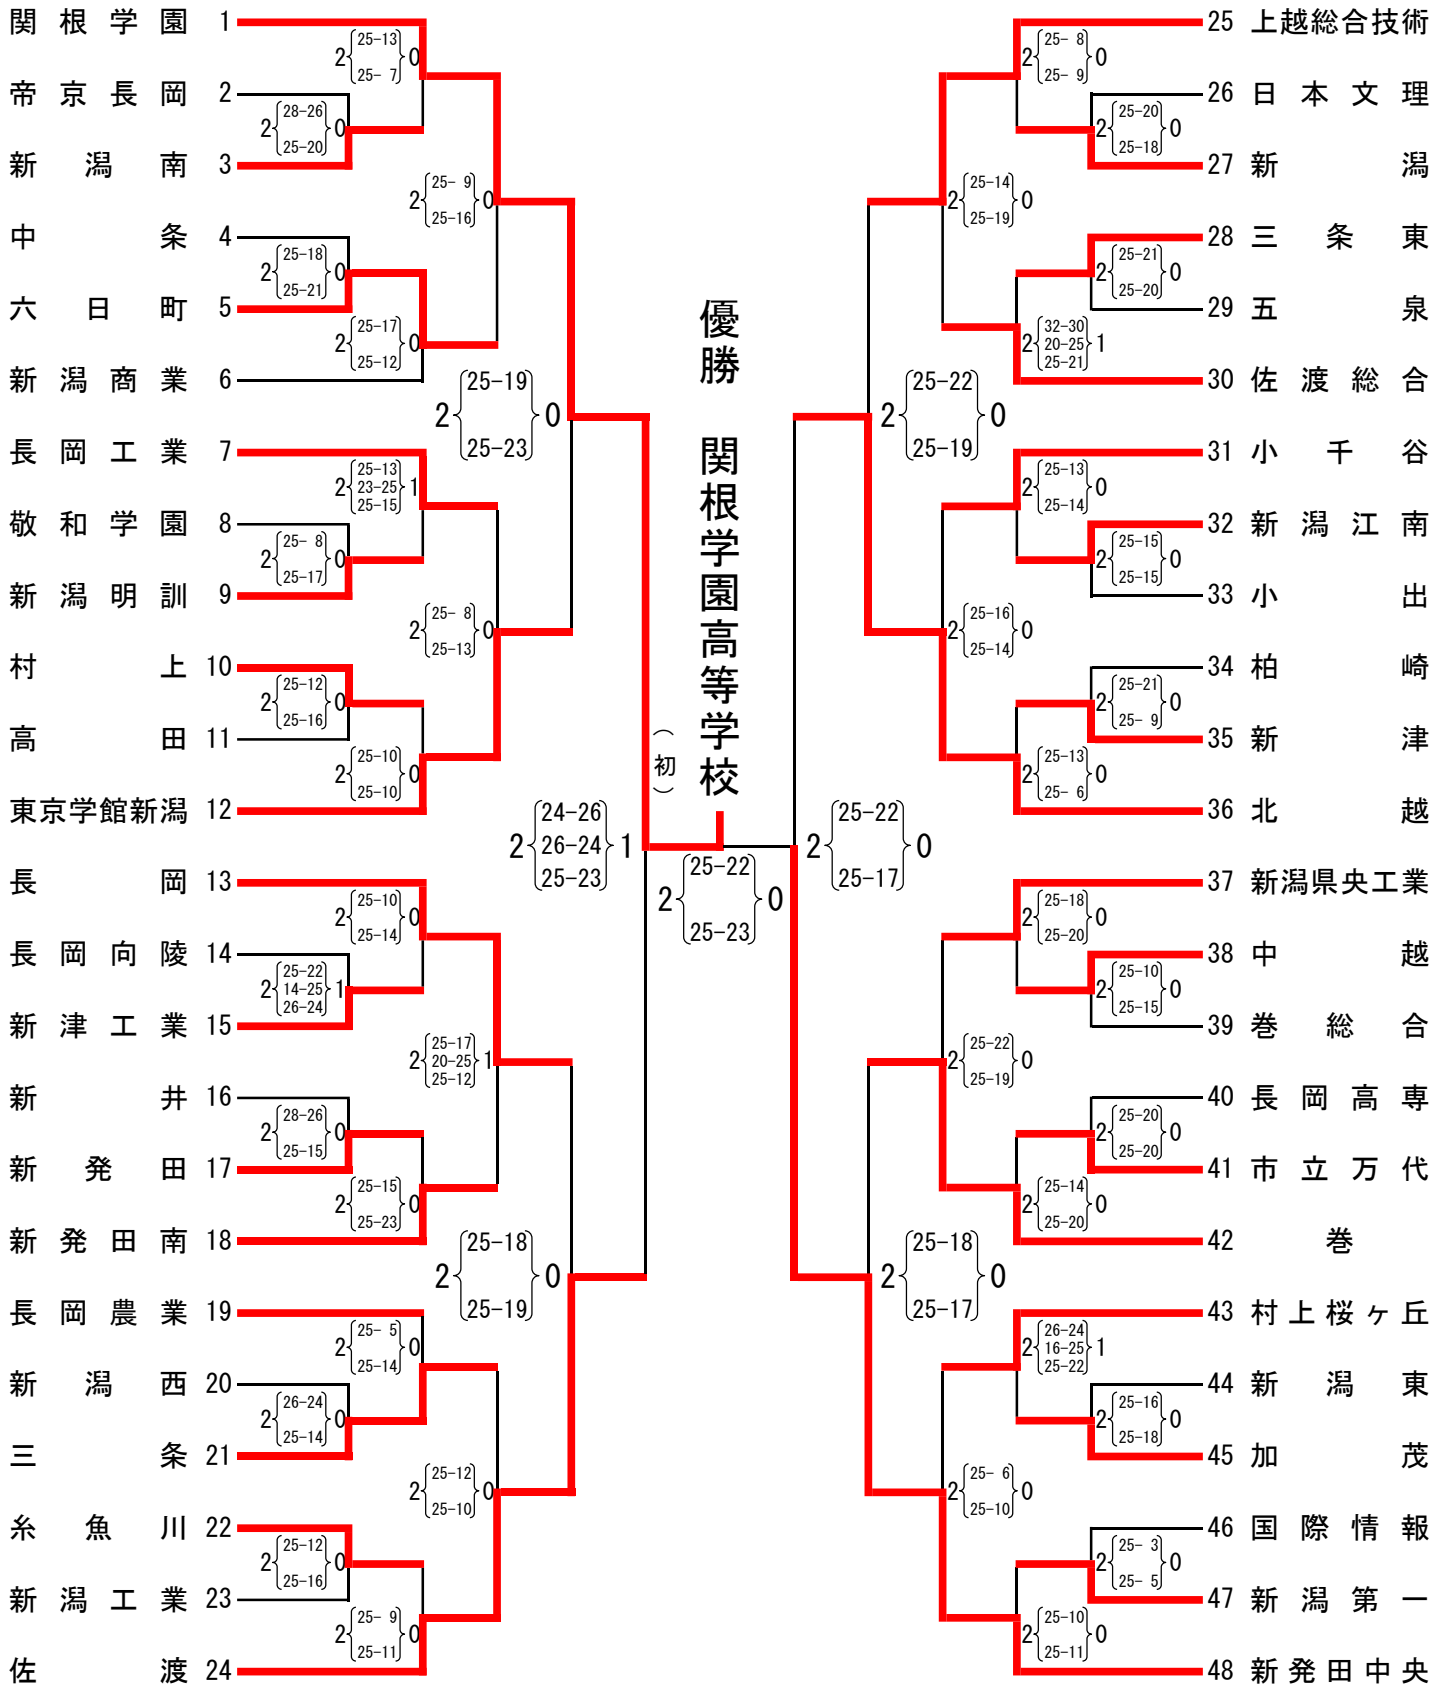 関根学園 1
2 25-13 25- 7 0
帝京長岡 2
2 28-26 25-20 0
新潟南 3
2 25- 9 25-16 0
中条 4
2 25-18 25-21 0
六日町 5
2 25-17 25-12 0
新潟商業 6
2 25-19 25-23 0
長岡工業 7
2 25-13 23-25 25-15 1
敬和学園 8
2 25- 8 25-17 0
新潟明訓 9
2 25- 8 25-13 0
村上 10
2 25-12 25-16 0
高田 11
2 25-10 25-10 0
東京学館新潟 12
2 24-26 26-24 25-23 1
長岡 13
2 25-10 25-14 0
長岡向陵 14
2 25-22 14-25 26-24 1
新津工業 15
2 25-17 20-25 25-12 1
新井 16
2 28-26 25-15 0
新発田 17
2 25-15 25-23 0
新発田南 18
2 25-18 25-19 0
長岡農業 19
2 25- 5 25-14 0
新潟西 20
2 26-24 25-14 0
三条 21
2 25-12 25-10 0
糸魚川 22
2 25-12 25-16 0
新潟工業 23
2 25- 9 25-11 0
佐渡 24
優勝 関根学園高等学校
（初）
2 25-22 25-23 0
25 上越総合技術
2 25- 8 25- 9 0
26 日本文理
2 25-20 25-18 0
27 新潟
2 25-14 25-19 0
28 三条東
2 25-21 25-20 0
29 五泉
2 32-30 20-25 25-21 1
30 佐渡総合
2 25-22 25-19 0
31 小千谷
2 25-13 25-14 0
32 新潟江南
2 25-15 25-15 0
33 小出
2 25-16 25-14 0
34 柏崎
2 25-21 25- 9 0
35 新津
2 25-13 25- 6 0
36 北越
2 25-22 25-17 0
37 新潟県央工業
2 25-18 25-20 0
38 中越
2 25-10 25-15 0
39 巻総合
2 25-22 25-19 0
40 長岡高専
2 25-20 25-20 0
41 市立万代
2 25-14 25-20 0
42 巻
2 25-18 25-17 0
43 村上桜ヶ丘
2 26-24 16-25 25-22 1
44 新潟東
2 25-16 25-18 0
45 加茂
2 25- 6 25-10 0
46 国際情報
2 25- 3 25- 5 0
47 新潟第一
2 25-10 25-11 0
48 新発田中央